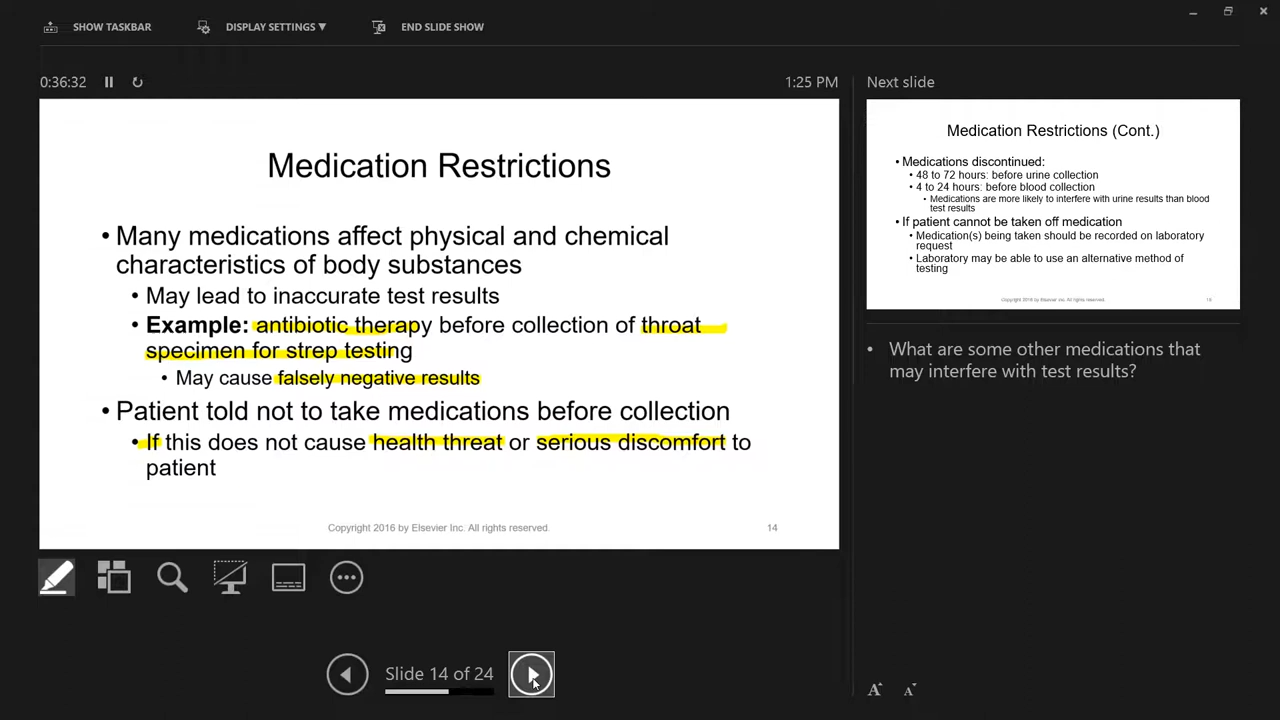 SHOW TASKBAR DISPLAY SETTINGS ▼ END SLIDE SHOW
0:36:32 1:25 PM
Medication Restrictions
• Many medications affect physical and chemical
characteristics of body substances
• May lead to inaccurate test results
• Example: antibiotic therapy before collection of throat
specimen for strep testing
• May cause falsely negative results
• Patient told not to take medications before collection
• If this does not cause health threat or serious discomfort to
patient
Copyright 2016 by Elsevier Inc. All rights reserved. 14
Slide 14 of 24
Next slide
Medication Restrictions (Cont.)
• Medications discontinued:
• 48 to 72 hours: before urine collection
• 4 to 24 hours: before blood collection
• Medications are more likely to interfere with urine results than blood
test results
• If patient cannot be taken off medication
• Medication(s) being taken should be recorded on laboratory
request
• Laboratory may be able to use an alternative method of
testing
Copyright 2016 by Elsevier Inc. All rights reserved.
• What are some other medications that
may interfere with test results?
A A